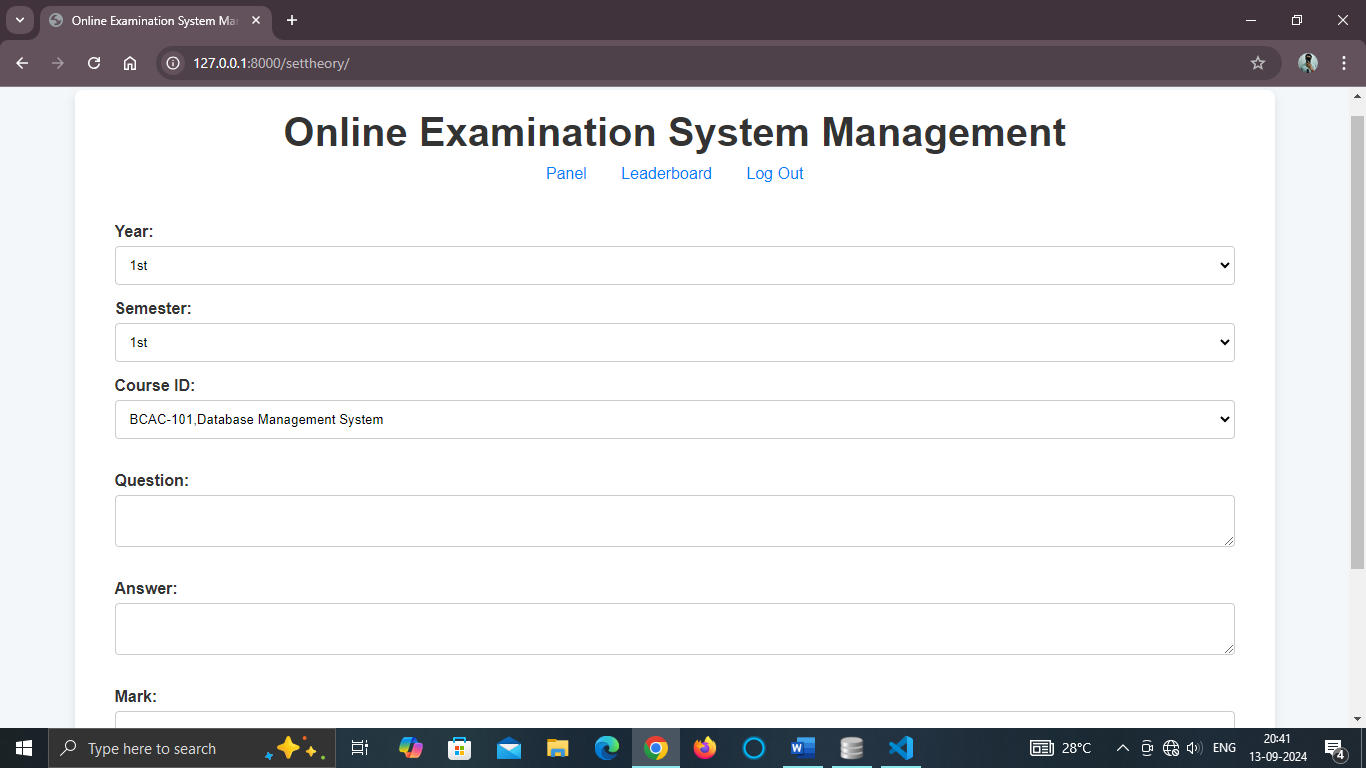 Online Examination System Ma
127.0.0.1:8000/settheory/
Online Examination System Management
Panel Leaderboard Log Out
Year:
1st
Semester:
1st
Course ID:
BCAC-101,Database Management System
Question:
Answer:
Mark:
Type here to search
28°C
ENG
20:41
13-09-2024
4